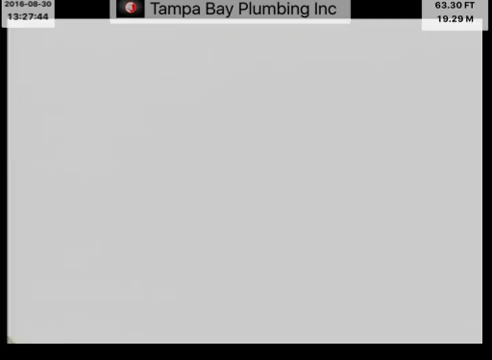 2016-08-30
13:27:44
Tampa Bay Plumbing Inc
63.30 FT
19.29 M